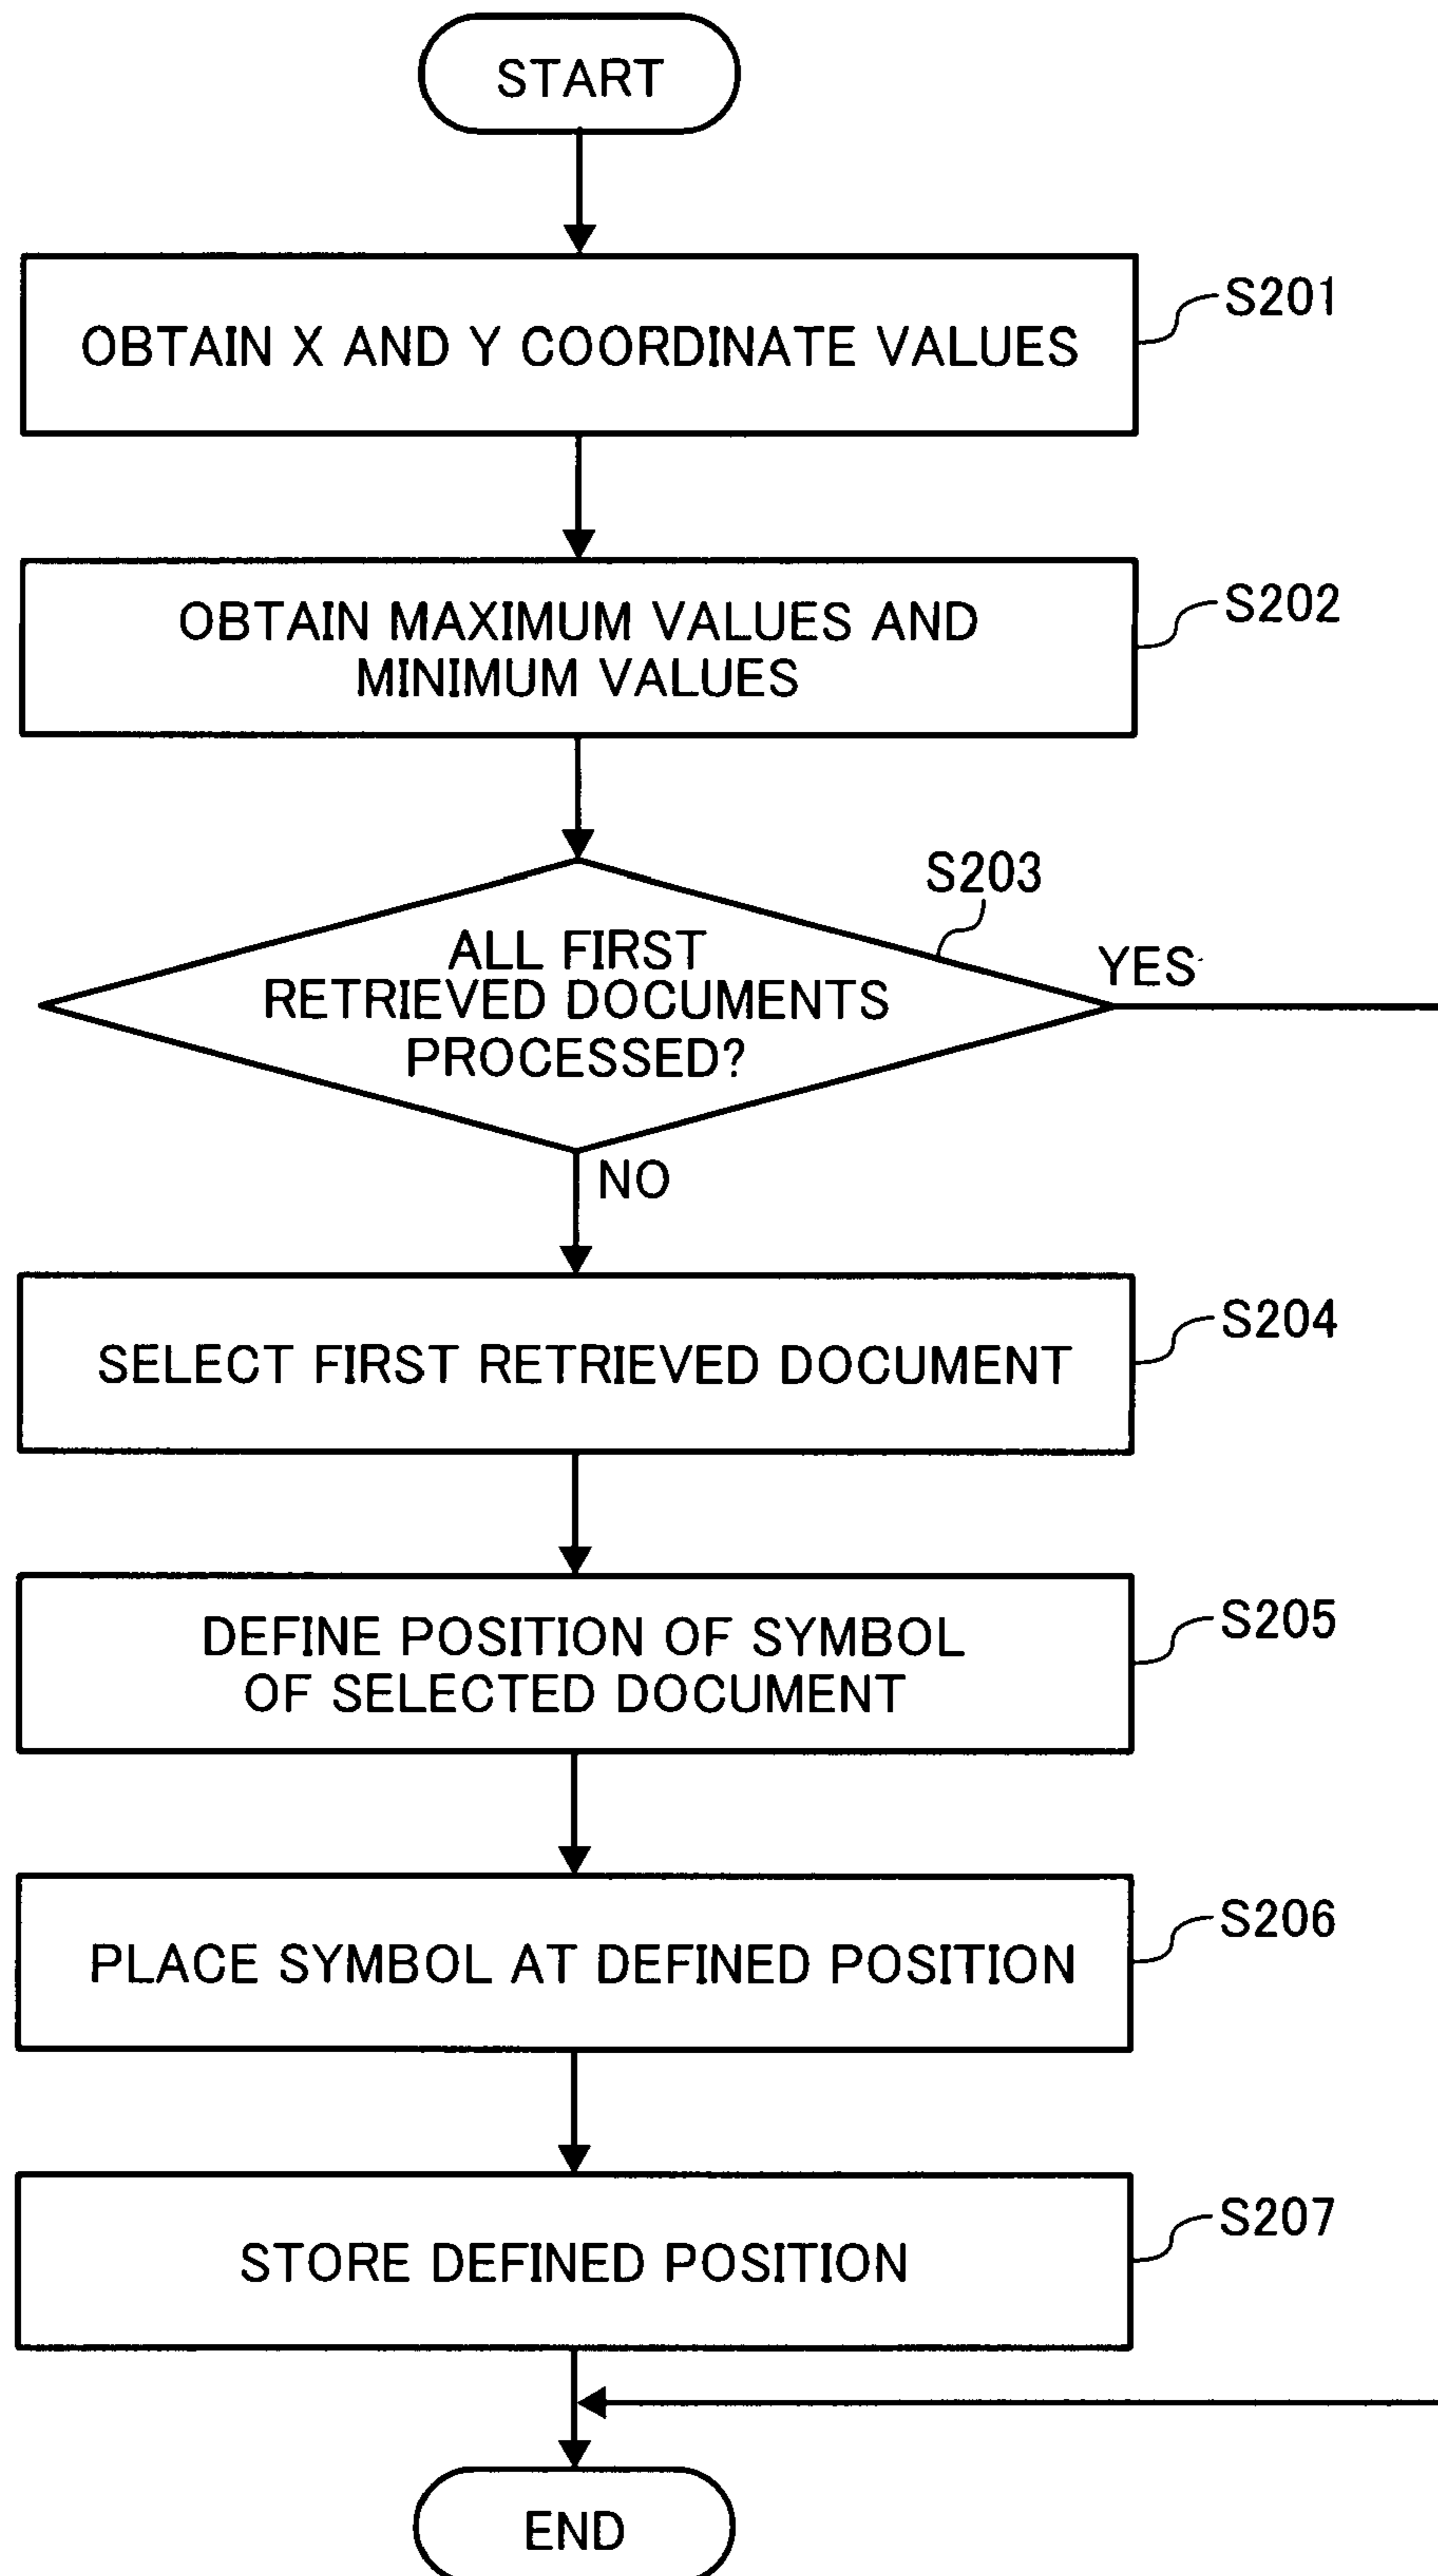 START
OBTAIN X AND Y COORDINATE VALUES
S201
OBTAIN MAXIMUM VALUES AND
MINIMUM VALUES
S202
S203
ALL FIRST
RETRIEVED DOCUMENTS
PROCESSED?
YES
NO
SELECT FIRST RETRIEVED DOCUMENT
S204
DEFINE POSITION OF SYMBOL
OF SELECTED DOCUMENT
S205
PLACE SYMBOL AT DEFINED POSITION
S206
STORE DEFINED POSITION
S207
END